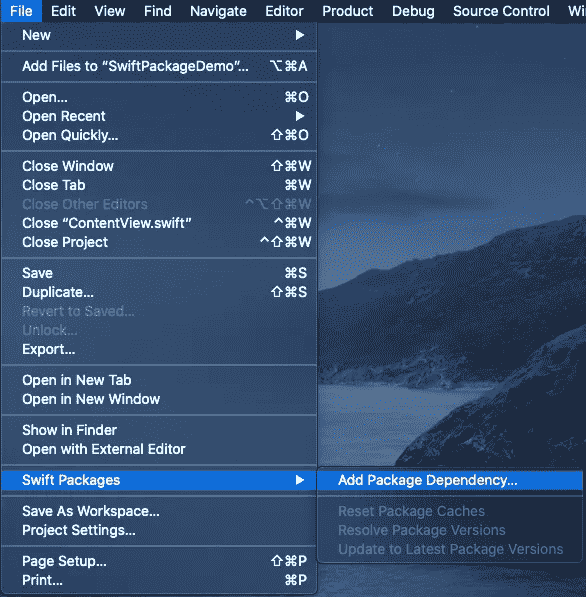 File Edit View Find Navigate Editor Product Debug Source Control
New
Add Files to “SwiftPackageDemo”... ⌥⌘A
Open... ⌘O
Open Recent
Open Quickly... ⇧⌘O
Close Window ⇧⌘W
Close Tab ⌘W
Close Other Editors ^⌥⇧⌘W
Close “ContentView.swift” ^⌘W
Close Project ^⇧⌘W
Save ⌘S
Duplicate... ⇧⌘S
Revert to Saved...
Unlock...
Export...
Open in New Tab
Open in New Window
Show in Finder
Open with External Editor
Swift Packages
Add Package Dependency...
Reset Package Caches
Resolve Package Versions
Update to Latest Package Versions
Save As Workspace...
Project Settings...
Page Setup... ⇧⌘P
Print... ⌘P